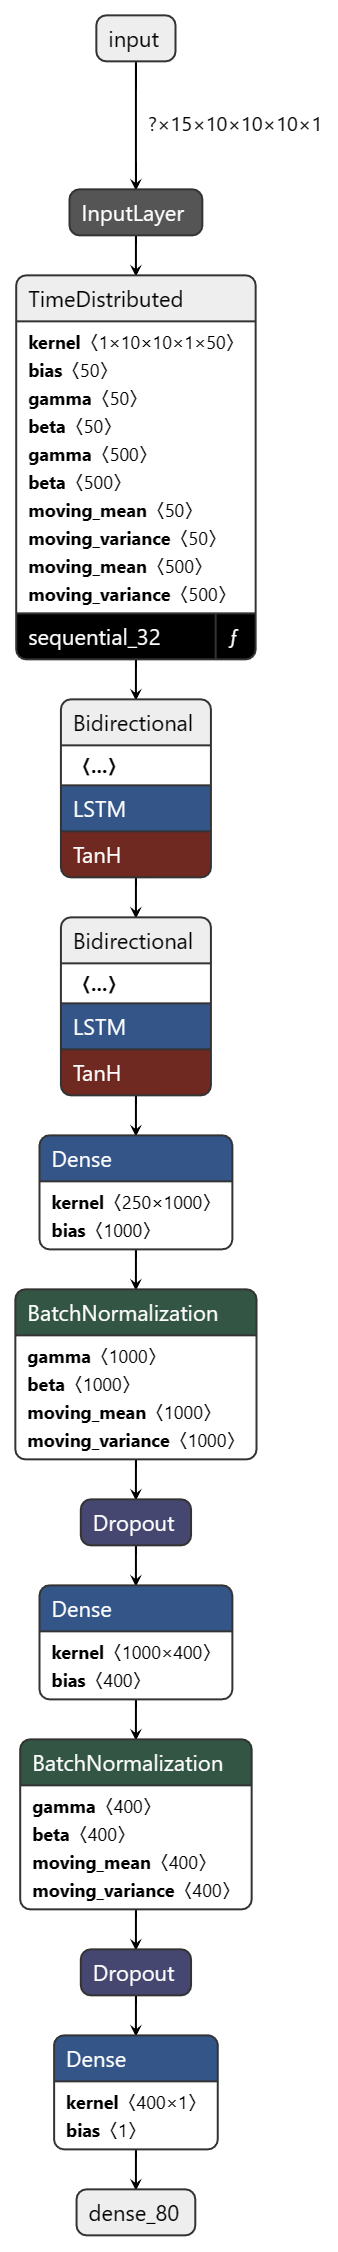 input
?×15×10×10×10×1
InputLayer
TimeDistributed
kernel 〈1×10×10×1×50〉
bias 〈50〉
gamma 〈50〉
beta 〈50〉
gamma 〈500〉
beta 〈500〉
moving_mean 〈50〉
moving_variance 〈50〉
moving_mean 〈500〉
moving_variance 〈500〉
sequential_32 ƒ
Bidirectional
〈…〉
LSTM
TanH
Bidirectional
〈…〉
LSTM
TanH
Dense
kernel 〈250×1000〉
bias 〈1000〉
BatchNormalization
gamma 〈1000〉
beta 〈1000〉
moving_mean 〈1000〉
moving_variance 〈1000〉
Dropout
Dense
kernel 〈1000×400〉
bias 〈400〉
BatchNormalization
gamma 〈400〉
beta 〈400〉
moving_mean 〈400〉
moving_variance 〈400〉
Dropout
Dense
kernel 〈400×1〉
bias 〈1〉
dense_80